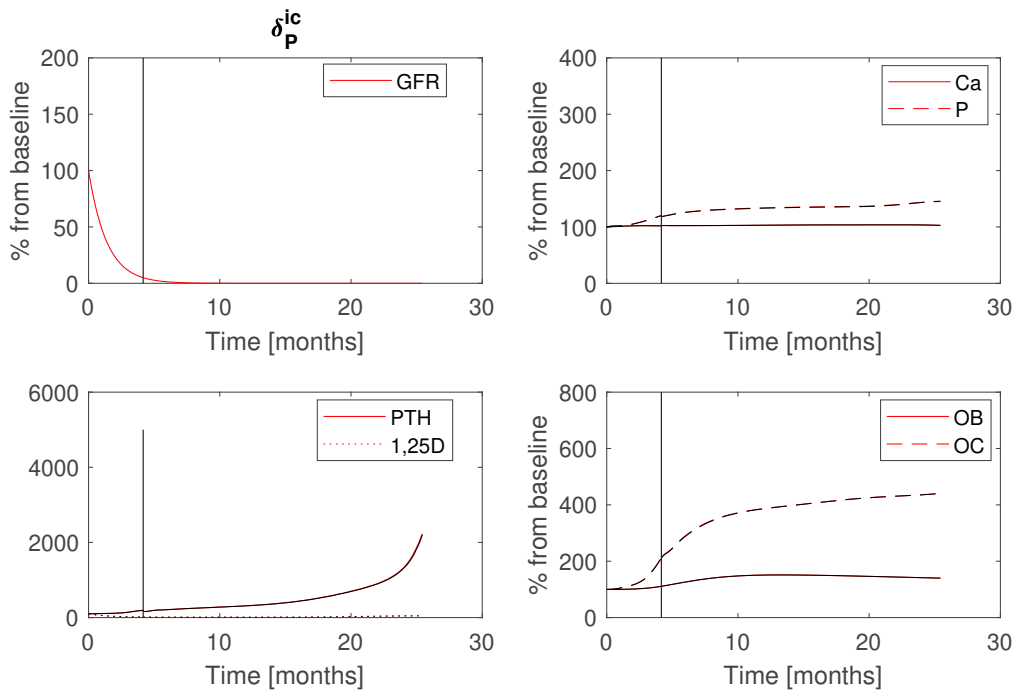 δ_P^ic
200
150
100
50
0
% from baseline
0 10 20 30
Time [months]
GFR
400
300
200
100
0
% from baseline
0 10 20 30
Time [months]
Ca
P
6000
4000
2000
0
0 10 20 30
Time [months]
PTH
1,25D
800
600
400
200
0
% from baseline
0 10 20 30
Time [months]
OB
OC